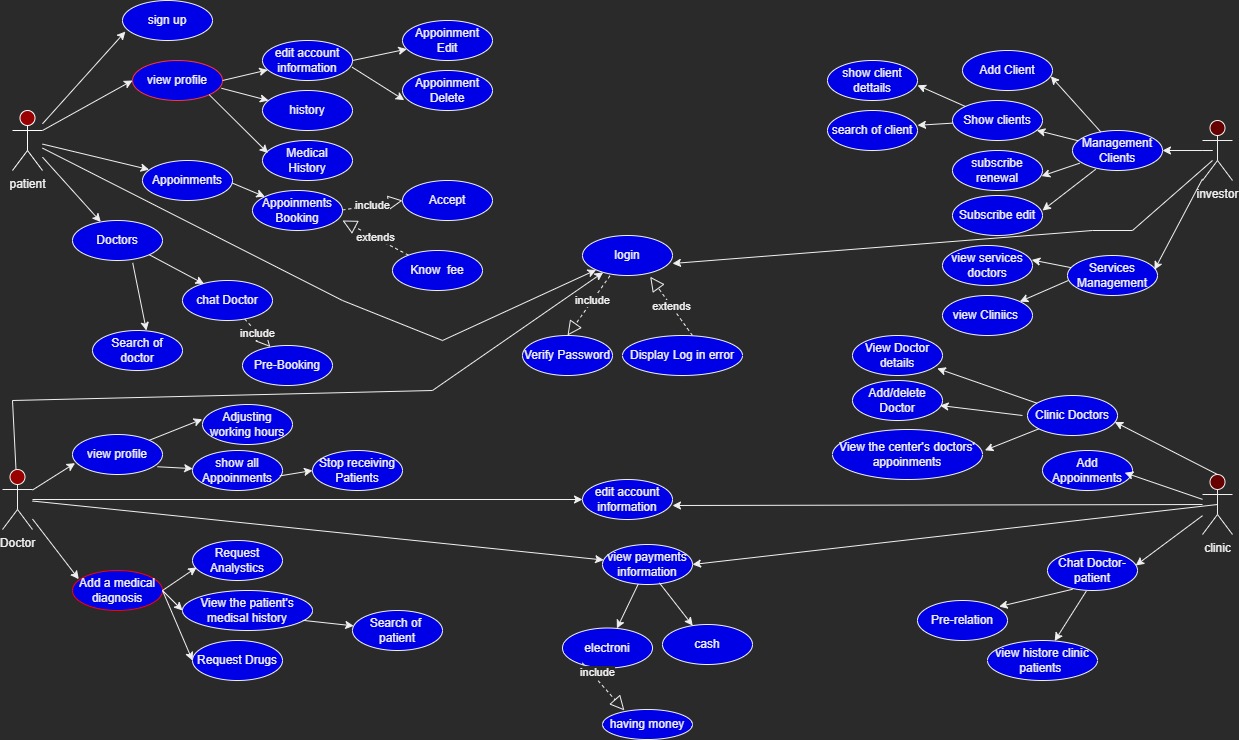 sign up
view profile
edit account
information
Appoinment
Edit
Appoinment
Delete
history
Medical
History
patient
Appoinments
Appoinments
Booking
include
Accept
extends
Know fee
Doctors
chat Doctor
include
Search of
doctor
Pre-Booking
login
include
extends
Verify Password
Display Log in error
show client
dettails
Add Client
search of client
Show clients
Management
Clients
subscribe
renewal
Subscribe edit
investor
view services
doctors
Services
Management
view Cliniics
View Doctor
details
Add/delete
Doctor
Clinic Doctors
View the center's doctors'
appoinments
Add
Appoinments
clinic
Chat Doctor-
patient
Pre-relation
view histore clinic
patients
Adjusting
working hours
view profile
show all
Appoinments
Stop receiving
Patients
Doctor
edit account
information
view payments
information
Request
Analystics
Add a medical
diagnosis
View the patient's
medical history
Search of
patient
Request Drugs
electroni
cash
include
having money